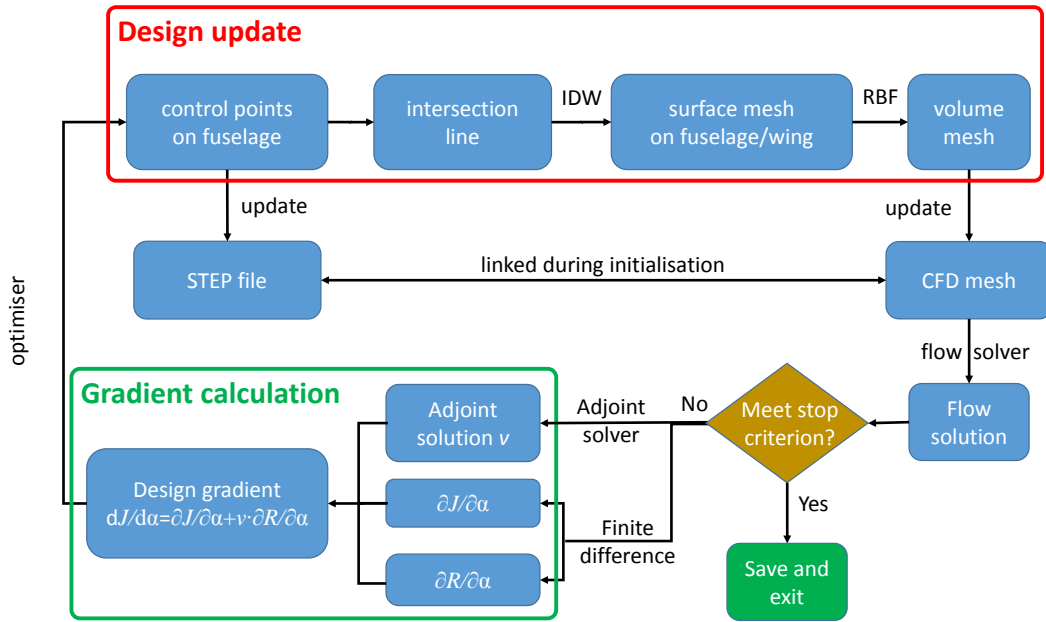 Design update
control points
on fuselage
intersection
line
IDW
surface mesh
on fuselage/wing
RBF
volume
mesh
update
update
STEP file
linked during initialisation
CFD mesh
optimiser
flow solver
Gradient calculation
Adjoint
solution v
Adjoint
solver
No
Meet stop
criterion?
Flow
solution
Design gradient
dJ/dα=∂J/∂α+v·∂R/∂α
∂J/∂α
∂R/∂α
Finite
difference
Yes
Save and
exit